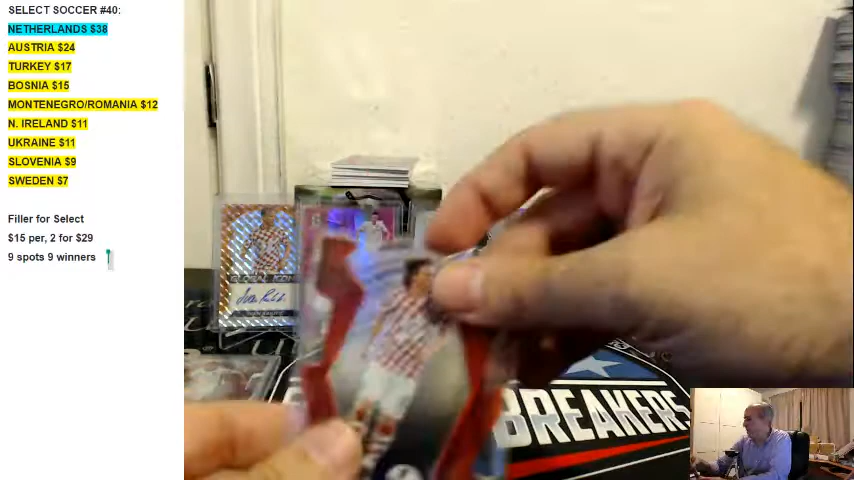 SELECT SOCCER #40:
NETHERLANDS $38
AUSTRIA $24
TURKEY $17
BOSNIA $15
MONTENEGRO/ROMANIA $12
N. IRELAND $11
UKRAINE $11
SLOVENIA $9
SWEDEN $7
Filler for Select
$15 per, 2 for $29
9 spots 9 winners
BREAKERS